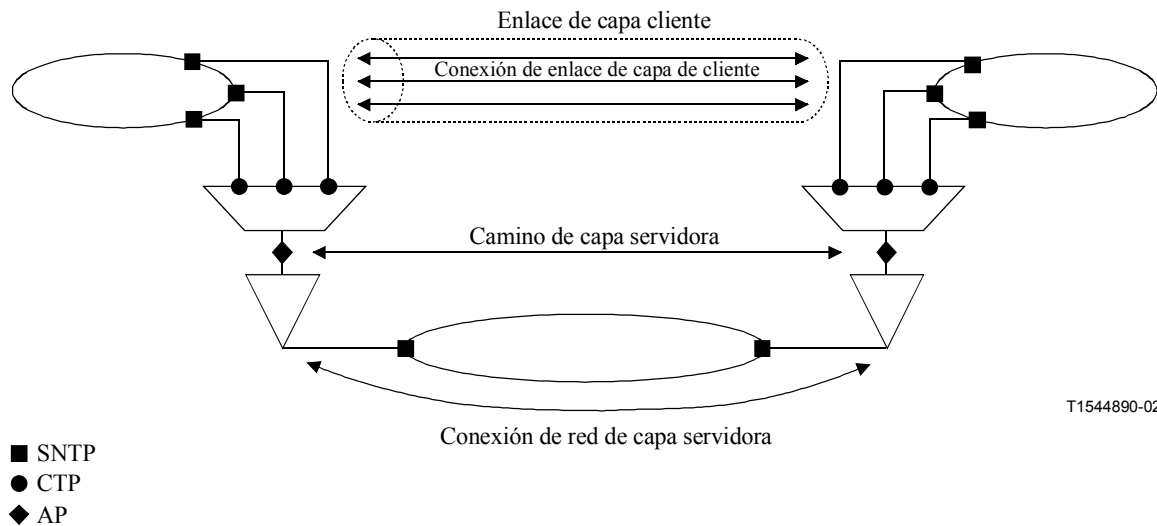 Enlace de capa cliente
Conexión de enlace de capa de cliente
Camino de capa servidora
T1544890-02
Conexión de red de capa servidora
SNTP
CTP
AP